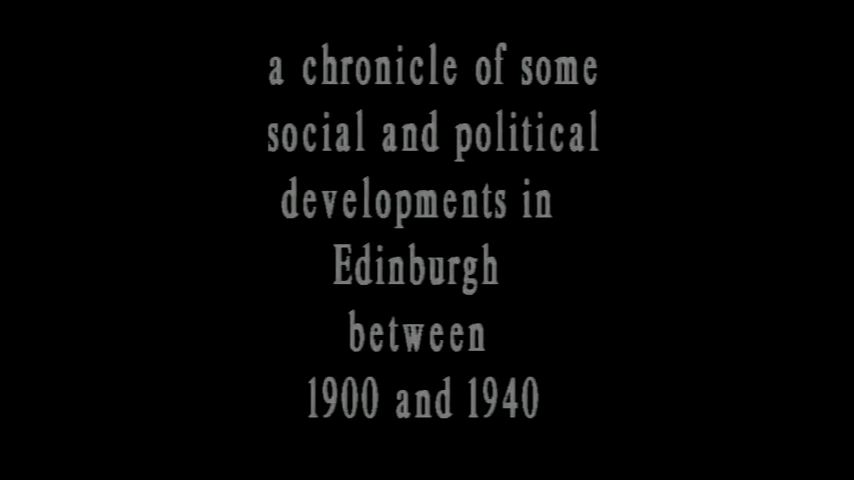 a chronicle of some
social and political
developments in
Edinburgh
between
1900 and 1940